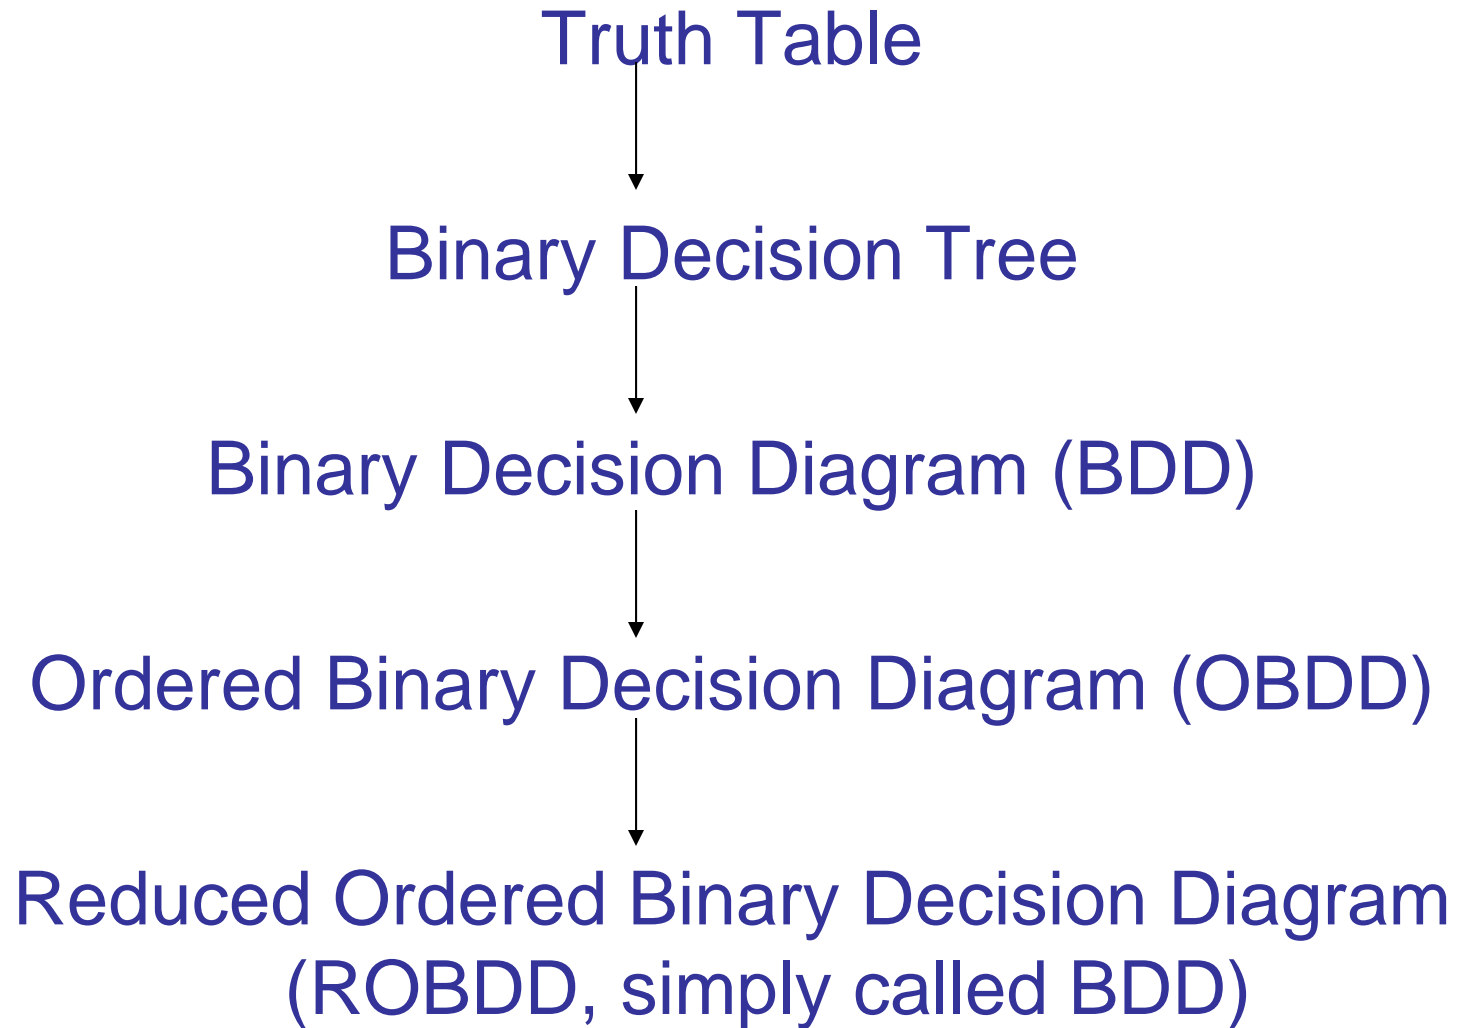 Truth Table
Binary Decision Tree
Binary Decision Diagram (BDD)
Ordered Binary Decision Diagram (OBDD)
Reduced Ordered Binary Decision Diagram
(ROBDD, simply called BDD)